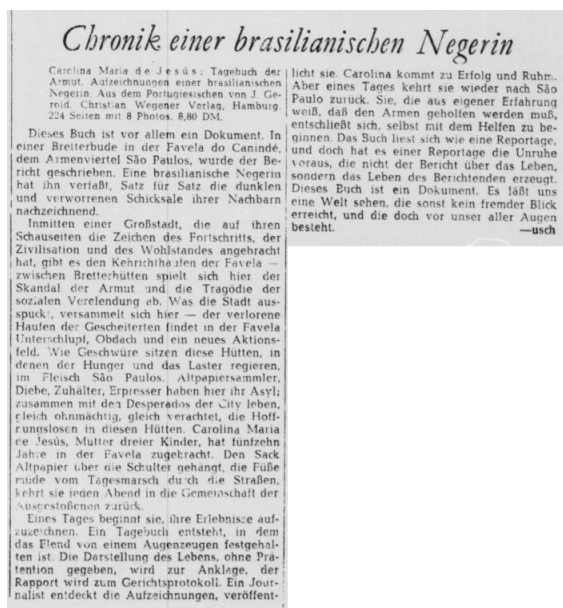 Chronik einer brasilianischen Negerin
Carolina Maria de Jesús: Tagebuch der
Armut. Aufzeichnungen einer brasilianischen
Negerin. Aus dem Portugiesischen von J. Ge-
rold. Christian Wegener Verlag, Hamburg.
224 Seiten mit 8 Photos. 8,80 DM.
Dieses Buch ist vor allem ein Dokument. In
einer Bretterbude in der Favela do Canindé,
dem Armenviertel São Paulos, wurde der Be-
richt geschrieben. Eine brasilianische Negerin
hat ihn verfaßt, Satz für Satz die dunklen
und verworrenen Schicksale ihrer Nachbarn
nachzeichnend.
Inmitten einer Großstadt, die auf ihren
Schauseiten die Zeichen des Fortschritts, der
Zivilisation und des Wohlstandes angebracht
hat, gibt es den Kehrichthaufen der Favela —
zwischen Bretterhütten spielt sich hier der
Skandal der Armut und die Tragödie der
sozialen Verelendung ab. Was die Stadt aus-
spuckt, versammelt sich hier — der verlorene
Haufen der Gescheiterten findet in der Favela
Unterschlupf, Obdach und ein neues Aktions-
feld. Wie Geschwüre sitzen diese Hütten, in
denen der Hunger und das Laster regieren,
im Fleisch São Paulos. Altpapiersammler,
Diebe, Zuhälter, Erpresser haben hier ihr Asyl;
zusammen mit den Desperados der City leben,
gleich ohnmächtig, gleich verachtet, die Hoff-
nungslosen in diesen Hütten. Carolina Maria
de Jesús, Mutter dreier Kinder, hat fünfzehn
Jahre in der Favela zugebracht. Den Sack
Altpapier über die Schulter gehängt, die Füße
müde vom Tagesmarsch durch die Straßen,
kehrt sie jeden Abend in die Gemeinschaft der
Ausgestoßenen zurück.
Eines Tages beginnt sie, ihre Erlebnisse auf-
zuzeichnen. Ein Tagebuch entsteht, in dem
das Elend von einem Augenzeugen festgehal-
ten ist. Die Darstellung des Lebens, ohne Prä-
tention gegeben, wird zur Anklage, der
Rapport wird zum Gerichtsprotokoll. Ein Jour-
nalist entdeckt die Aufzeichnungen, veröffent-
licht sie. Carolina kommt zu Erfolg und Ruhm.
Aber eines Tages kehrt sie wieder nach São
Paulo zurück. Sie, die aus eigener Erfahrung
weiß, daß den Armen geholfen werden muß,
entschließt sich, selbst mit dem Helfen zu be-
ginnen. Das Buch liest sich wie eine Reportage,
und doch hat es einer Reportage die Unruhe
voraus, die nicht der Bericht über das Leben,
sondern das Leben des Berichtenden erzeugt.
Dieses Buch ist ein Dokument. Es läßt uns
eine Welt sehen, die sonst kein fremder Blick
erreicht, und die doch vor unser aller Augen
besteht. —usch